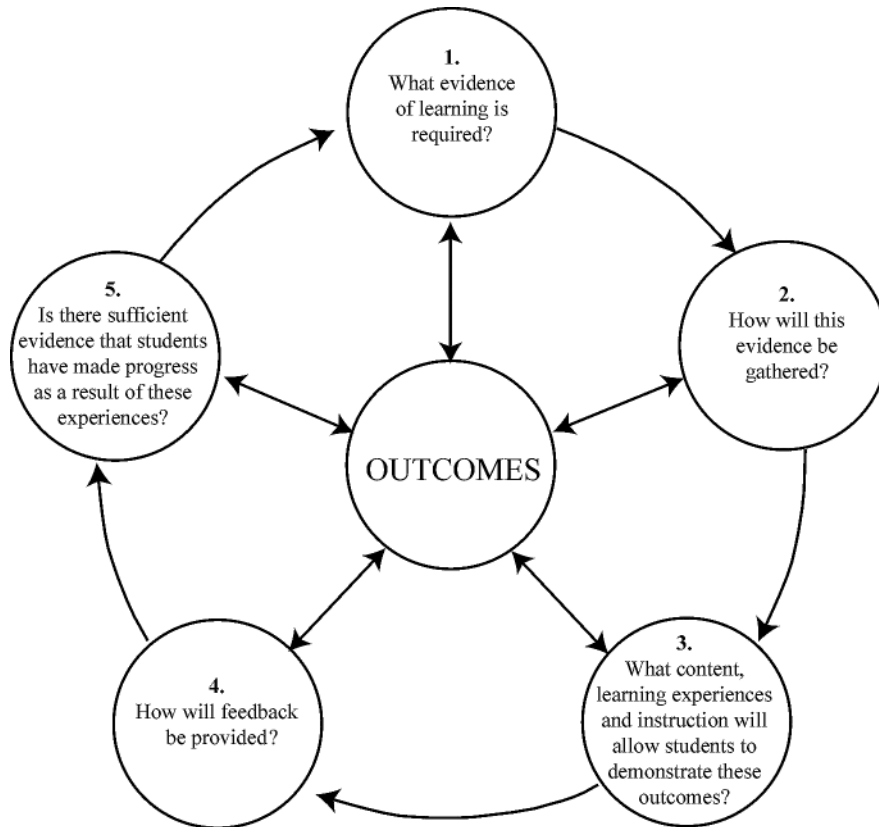 1.
What evidence
of learning is
required?
2.
How will this
evidence be
gathered?
3.
What content,
learning experiences
and instruction will
allow students to
demonstrate these
outcomes?
4.
How will feedback
be provided?
5.
Is there sufficient
evidence that students
have made progress
as a result of these
experiences?
OUTCOMES